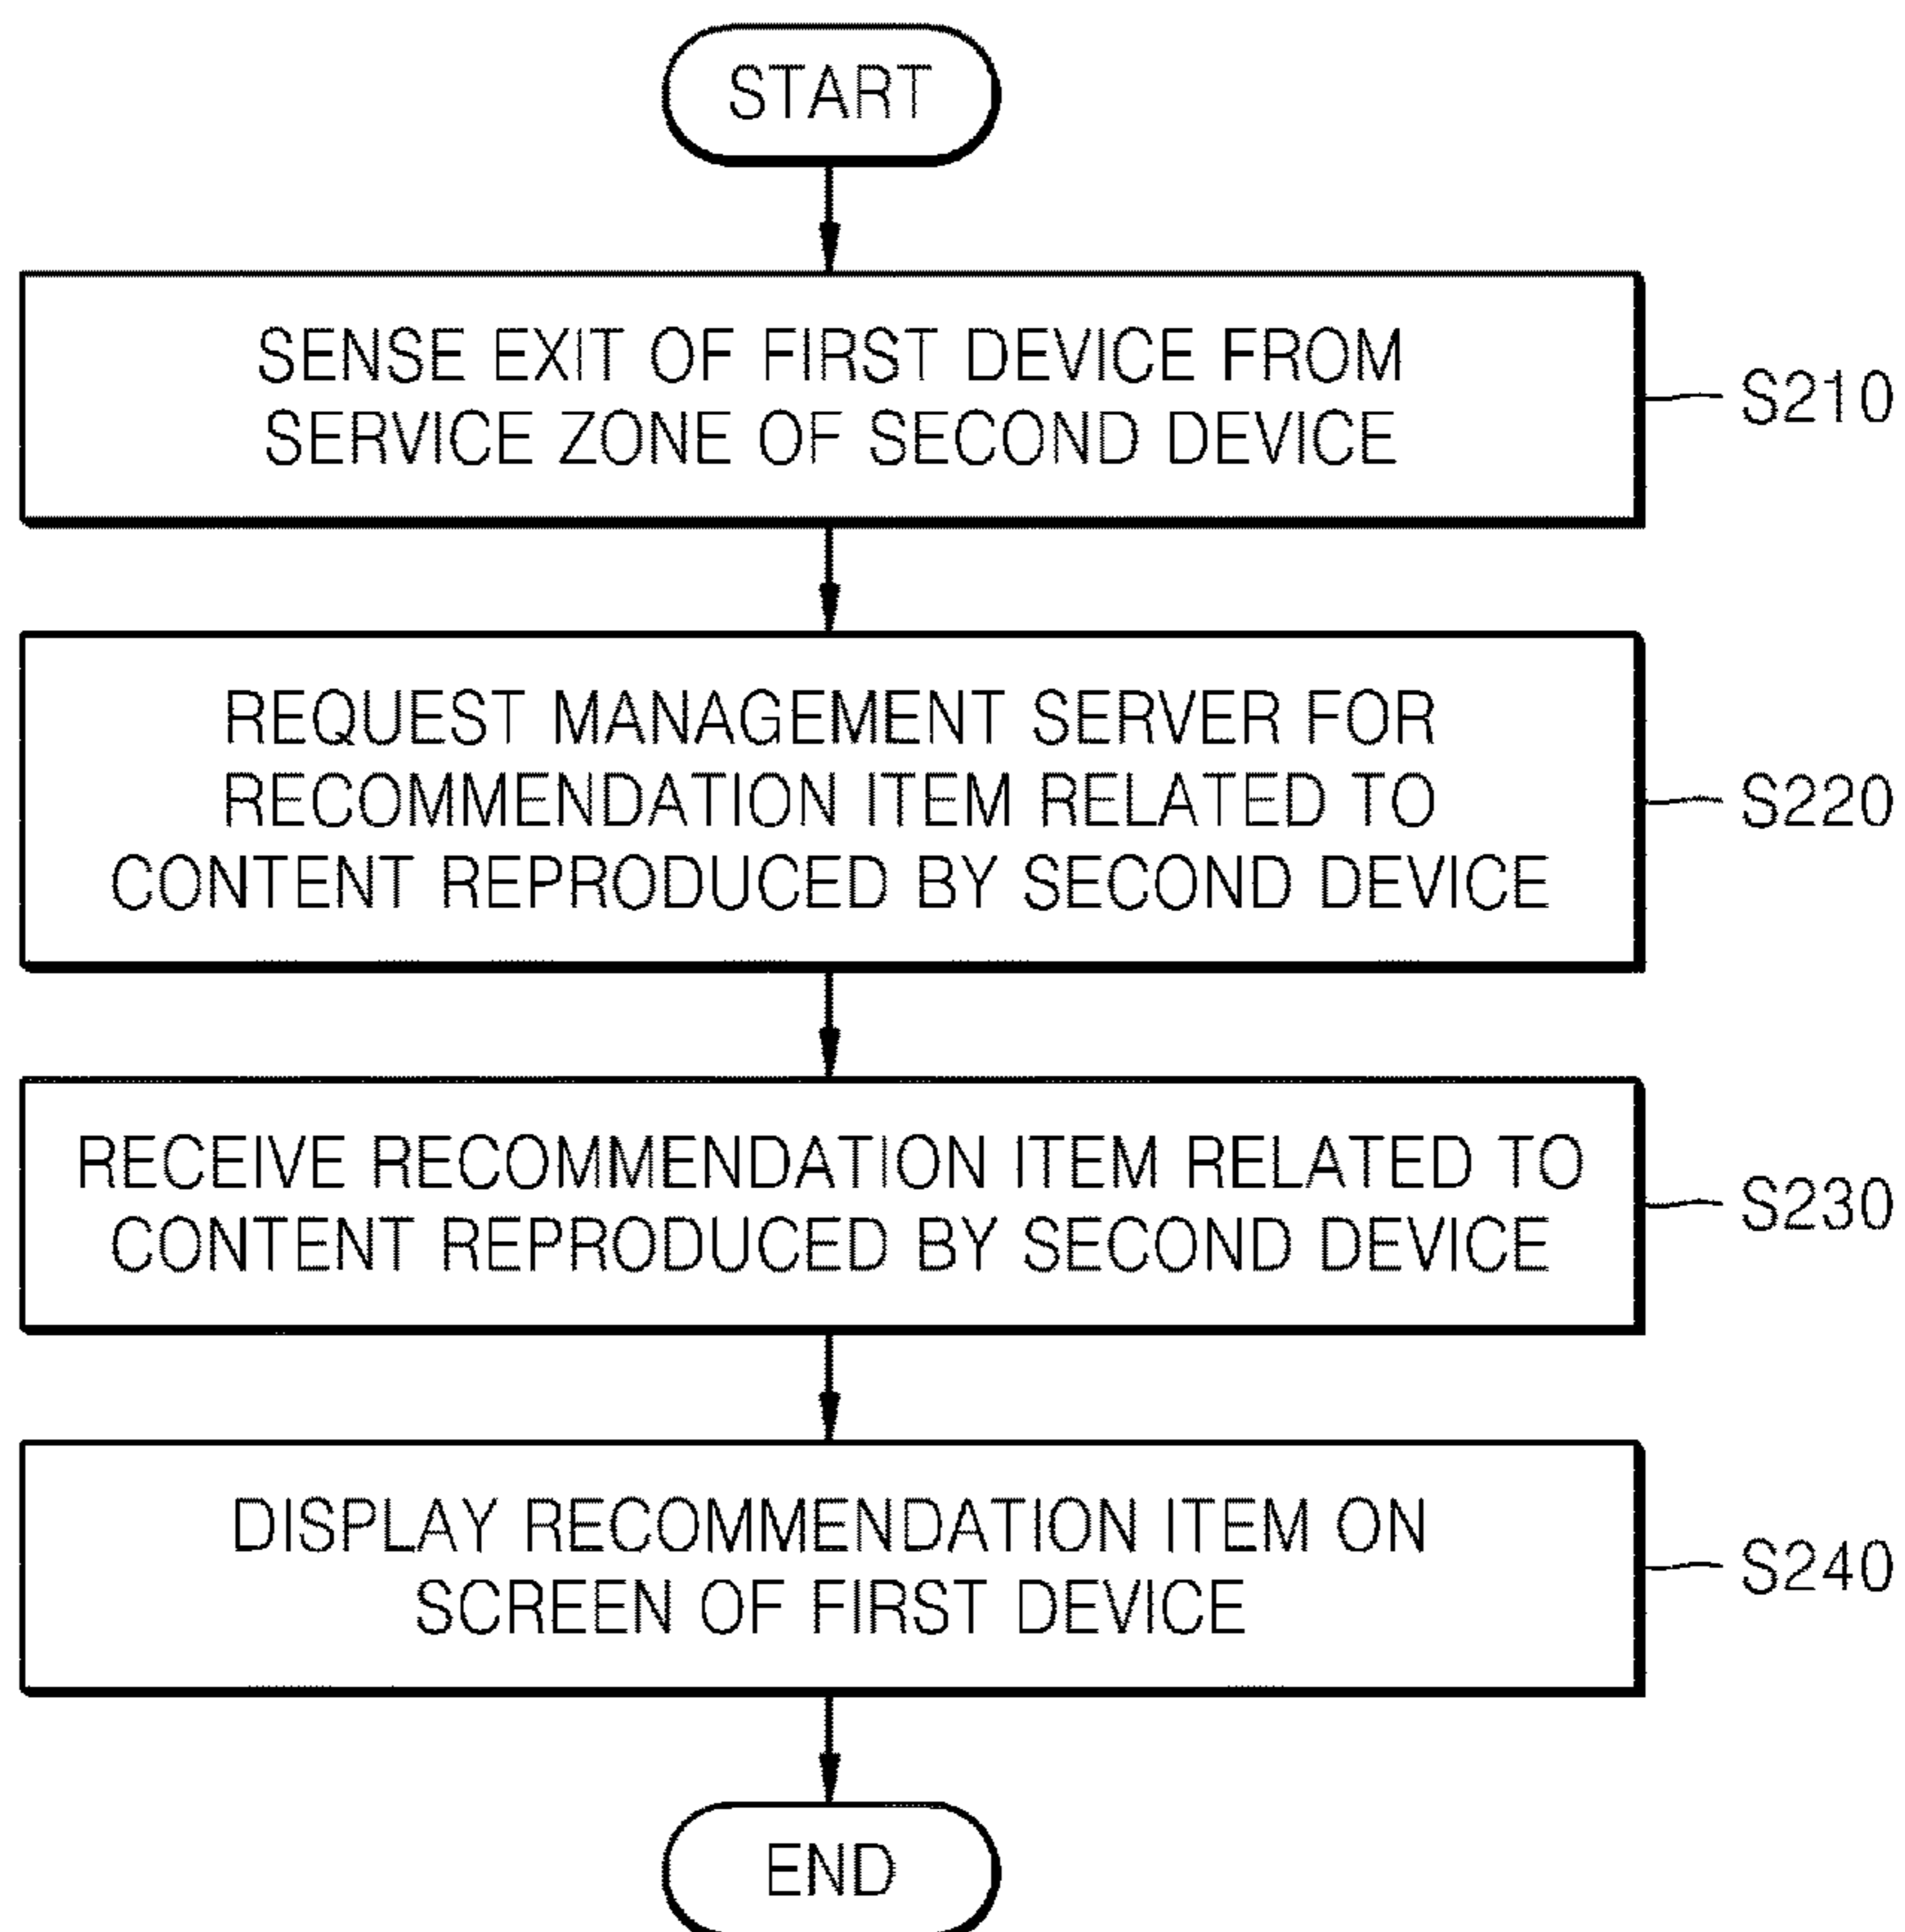 START
SENSE EXIT OF FIRST DEVICE FROM
SERVICE ZONE OF SECOND DEVICE
S210
REQUEST MANAGEMENT SERVER FOR
RECOMMENDATION ITEM RELATED TO
CONTENT REPRODUCED BY SECOND DEVICE
S220
RECEIVE RECOMMENDATION ITEM RELATED TO
CONTENT REPRODUCED BY SECOND DEVICE
S230
DISPLAY RECOMMENDATION ITEM ON
SCREEN OF FIRST DEVICE
S240
END